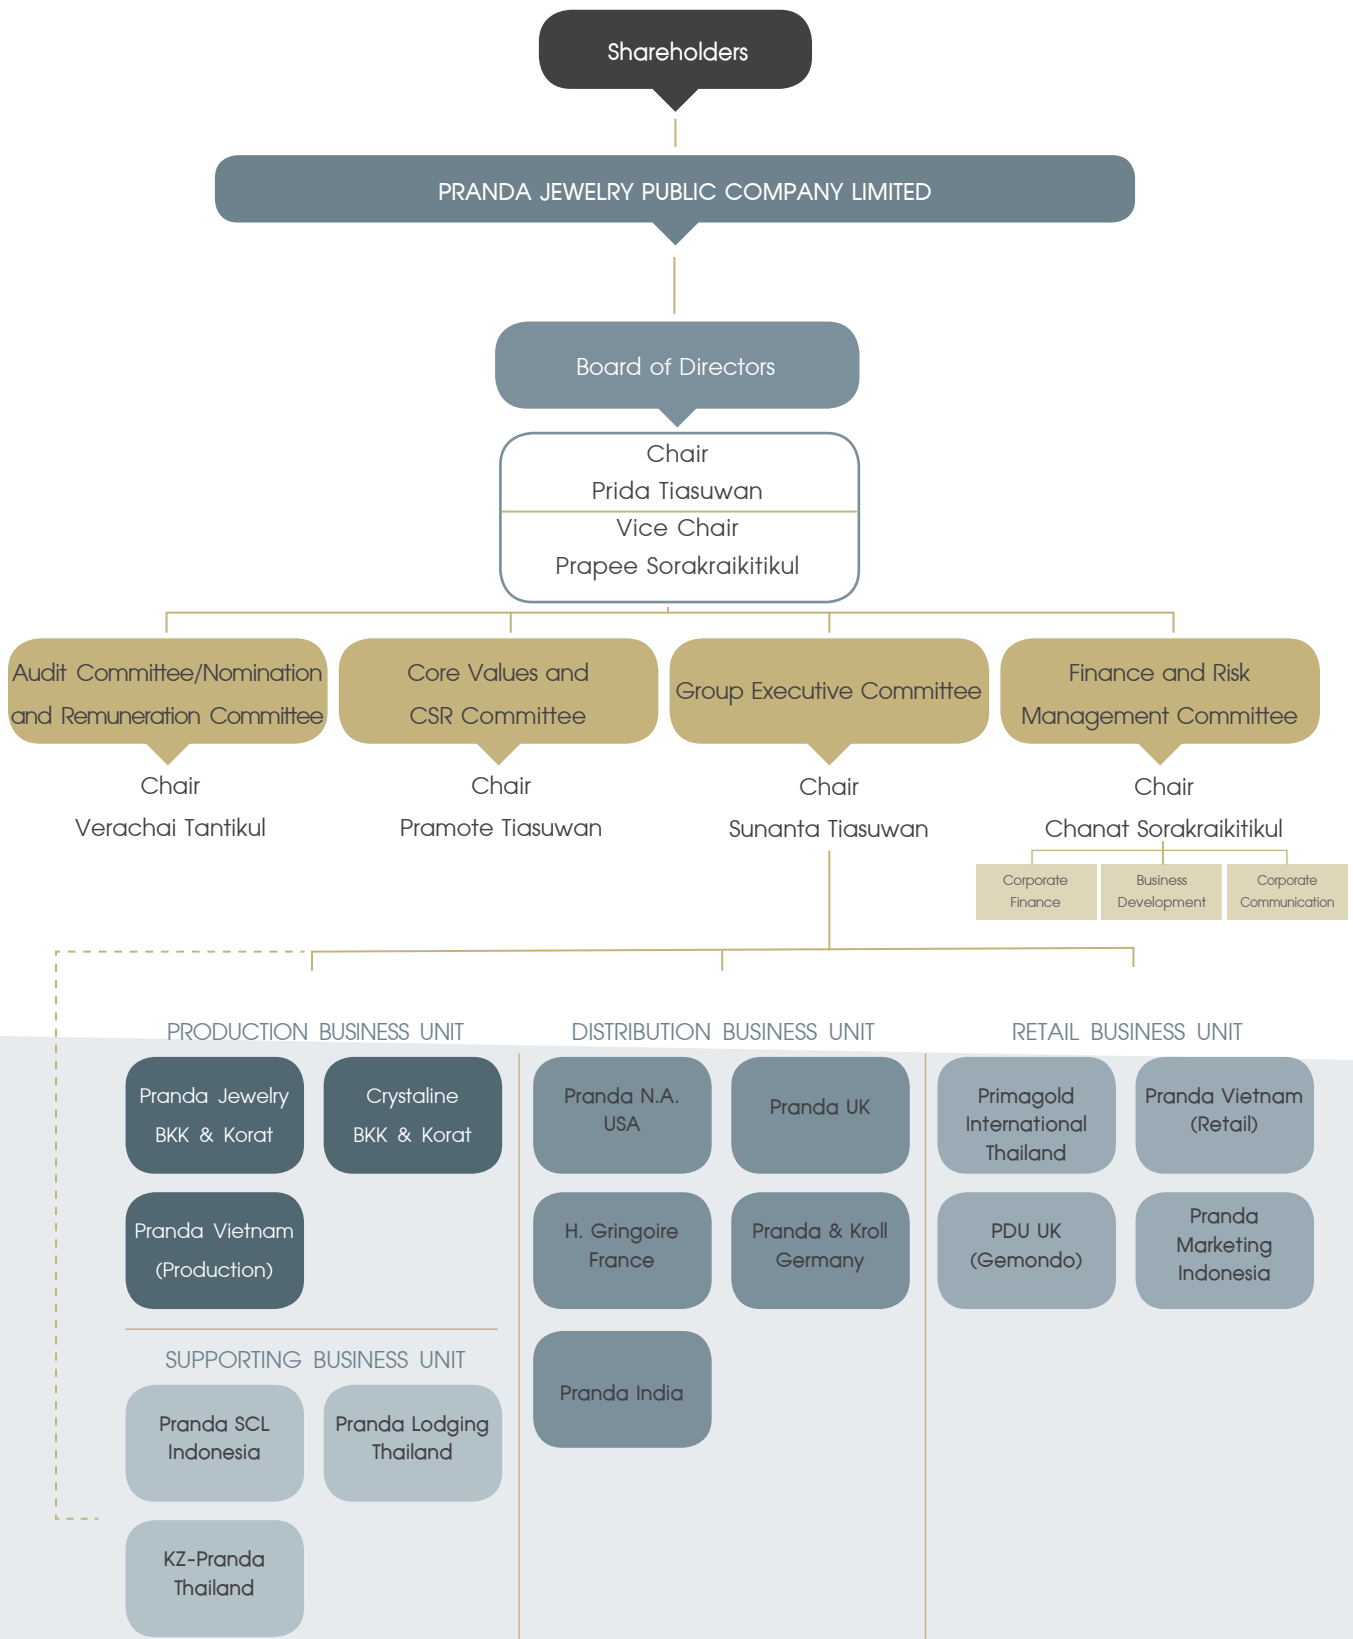 Shareholders
PRANDA JEWELRY PUBLIC COMPANY LIMITED
Board of Directors
Chair
Prida Tiasuwan
Vice Chair
Prapee Sorakraikitikul
Audit Committee/Nomination
and Remuneration Committee
Chair
Verachai Tantikul
Core Values and
CSR Committee
Chair
Pramote Tiasuwan
Group Executive Committee
Chair
Sunanta Tiasuwan
Finance and Risk
Management Committee
Chair
Chanat Sorakraikitikul
Corporate
Finance
Business
Development
Corporate
Communication
PRODUCTION BUSINESS UNIT
Pranda Jewelry
BKK & Korat
Crystaline
BKK & Korat
Pranda Vietnam
(Production)
SUPPORTING BUSINESS UNIT
Pranda SCL
Indonesia
Pranda Lodging
Thailand
KZ-Pranda
Thailand
DISTRIBUTION BUSINESS UNIT
Pranda N.A.
USA
Pranda UK
H. Gringoire
France
Pranda & Kroll
Germany
Pranda India
RETAIL BUSINESS UNIT
Primagold
International
Thailand
Pranda Vietnam
(Retail)
PDU UK
(Gemondo)
Pranda
Marketing
Indonesia